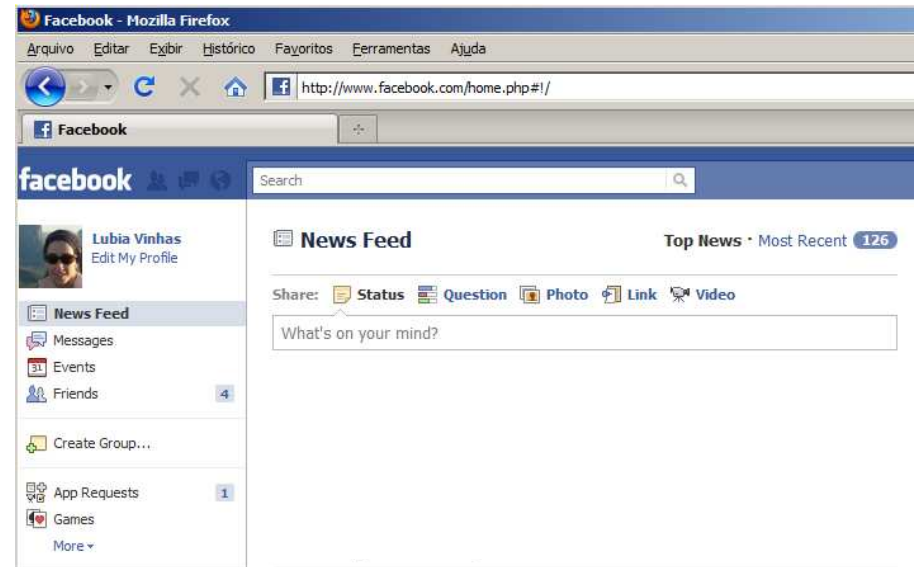 Facebook - Mozilla Firefox
Arquivo Editar Exibir Histórico Favoritos Ferramentas Ajuda
http://www.facebook.com/home.php#!/
Facebook
facebook
Search
Lubia Vinhas
Edit My Profile
News Feed
Messages
31 Events
Friends 4
Create Group...
App Requests 1
Games
More
News Feed
Top News · Most Recent 126
Share: Status Question Photo Link Video
What's on your mind?